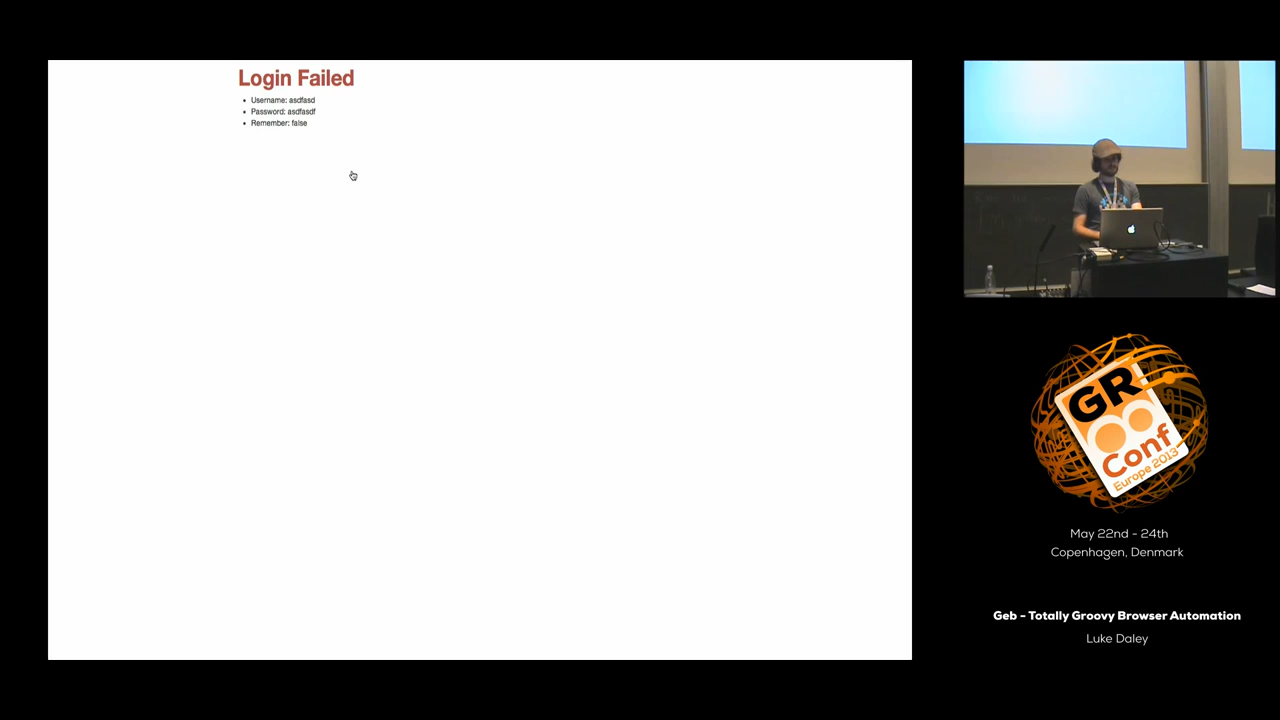 Login Failed
Username: asdfasd
Password: asdfasdf
Remember: false
GR
Conf
Europe 2013
May 22nd - 24th
Copenhagen, Denmark
Geb - Totally Groovy Browser Automation
Luke Daley